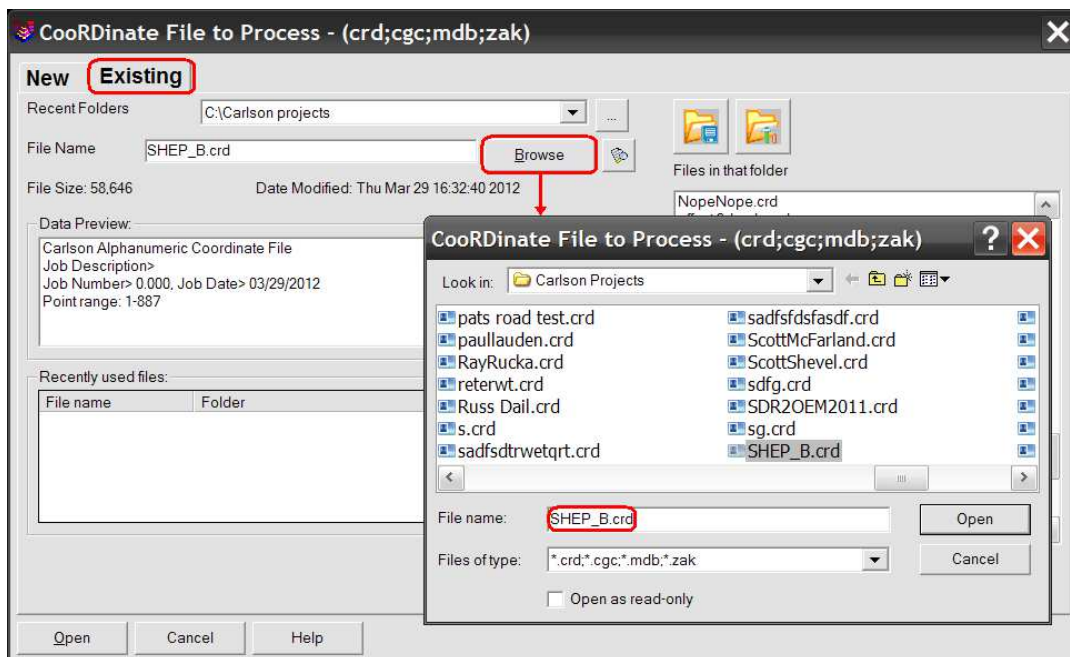 CooRDinate File to Process - (crd;cgc;mdb;zak)
New Existing
Recent Folders C:\Carlson projects ...
File Name SHEP_B.crd Browse
File Size: 58,646 Date Modified: Thu Mar 29 16:32:40 2012
Files in that folder
NopeNope.crd
Data Preview:
Carlson Alphanumeric Coordinate File
Job Description>
Job Number> 0.000, Job Date> 03/29/2012
Point range: 1-887
Recently used files:
File name Folder
Open Cancel Help
CooRDinate File to Process - (crd;cgc;mdb;zak)
Look in: Carlson Projects
pats road test.crd sadfsfdsfasdf.crd
paullauden.crd ScottMcFarland.crd
RayRucka.crd ScottShevel.crd
reterwt.crd sdfg.crd
Russ Dail.crd SDR2OEM2011.crd
s.crd sg.crd
sadfsdtrwetqrt.crd SHEP_B.crd
File name: SHEP_B.crd Open
Files of type: *.crd;*.cgc;*.mdb;*.zak Cancel
Open as read-only